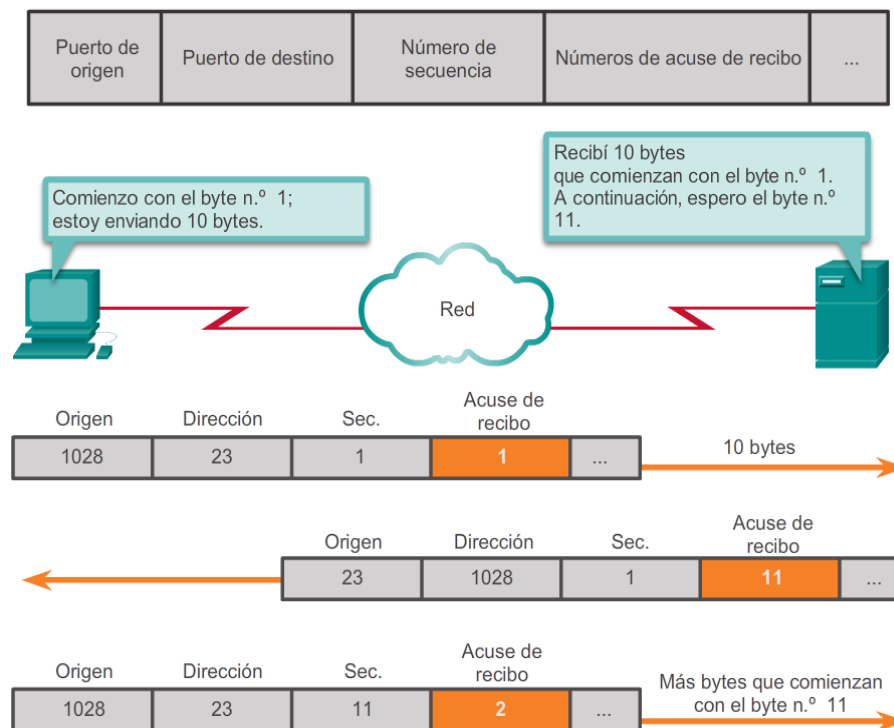 Puerto de
origen
Puerto de destino
Número de
secuencia
Números de acuse de recibo
...
Comienzo con el byte n.º 1;
estoy enviando 10 bytes.
Recibí 10 bytes
que comienzan con el byte n.º 1.
A continuación, espero el byte n.º
11.
Red
Origen
Dirección
Sec.
Acuse de
recibo
1028
23
1
1
...
10 bytes
Origen
Dirección
Sec.
Acuse de
recibo
23
1028
1
11
...
Origen
Dirección
Sec.
Acuse de
recibo
1028
23
11
2
...
Más bytes que comienzan
con el byte n.º 11